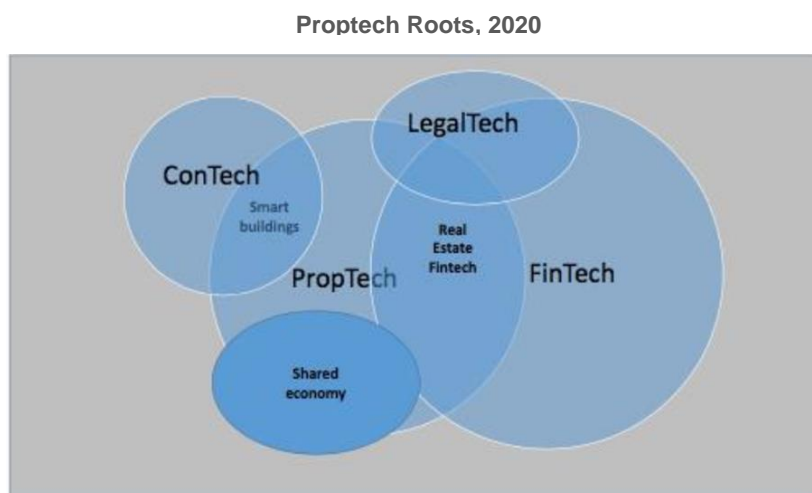 Proptech Roots, 2020
LegalTech
ConTech
Smart
buildings
Real
Estate
Fintech
PropTech
FinTech
Shared
economy